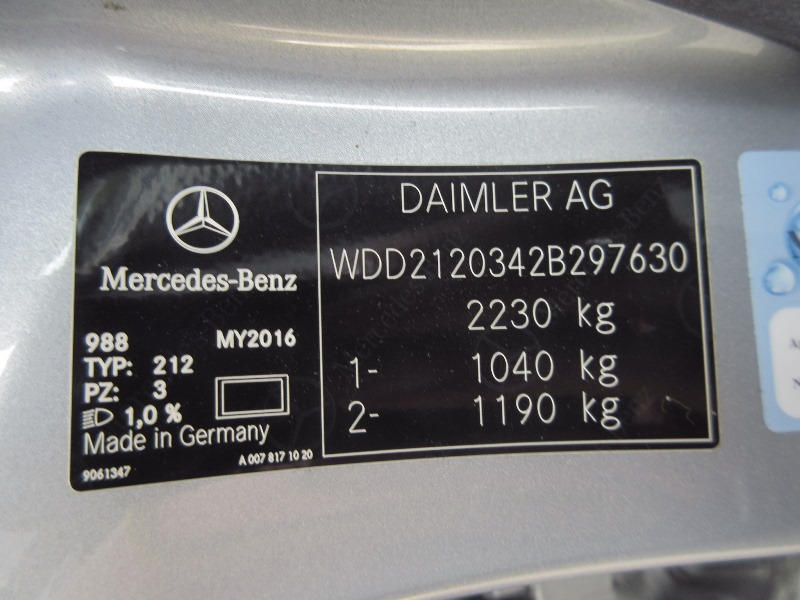 Mercedes-Benz
988 MY2016
TYP: 212
PZ: 3
1,0 %
Made in Germany
9061347 A 007 817 10 20
DAIMLER AG
WDD2120342B297630
2230 kg
1- 1040 kg
2- 1190 kg